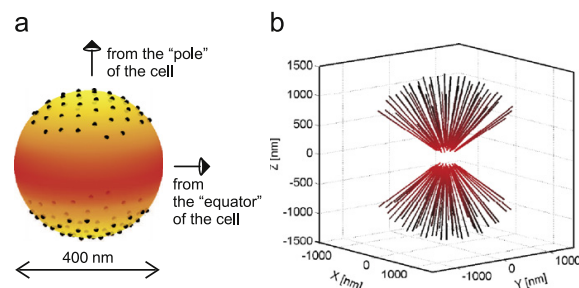 a
from the “pole”
of the cell
from
the “equator”
of the cell
400 nm
b
1500
1000
500
0
-500
-1000
-1500
Z [nm]
-1000
0
1000
X [nm]
-1000
0
1000
Y [nm]